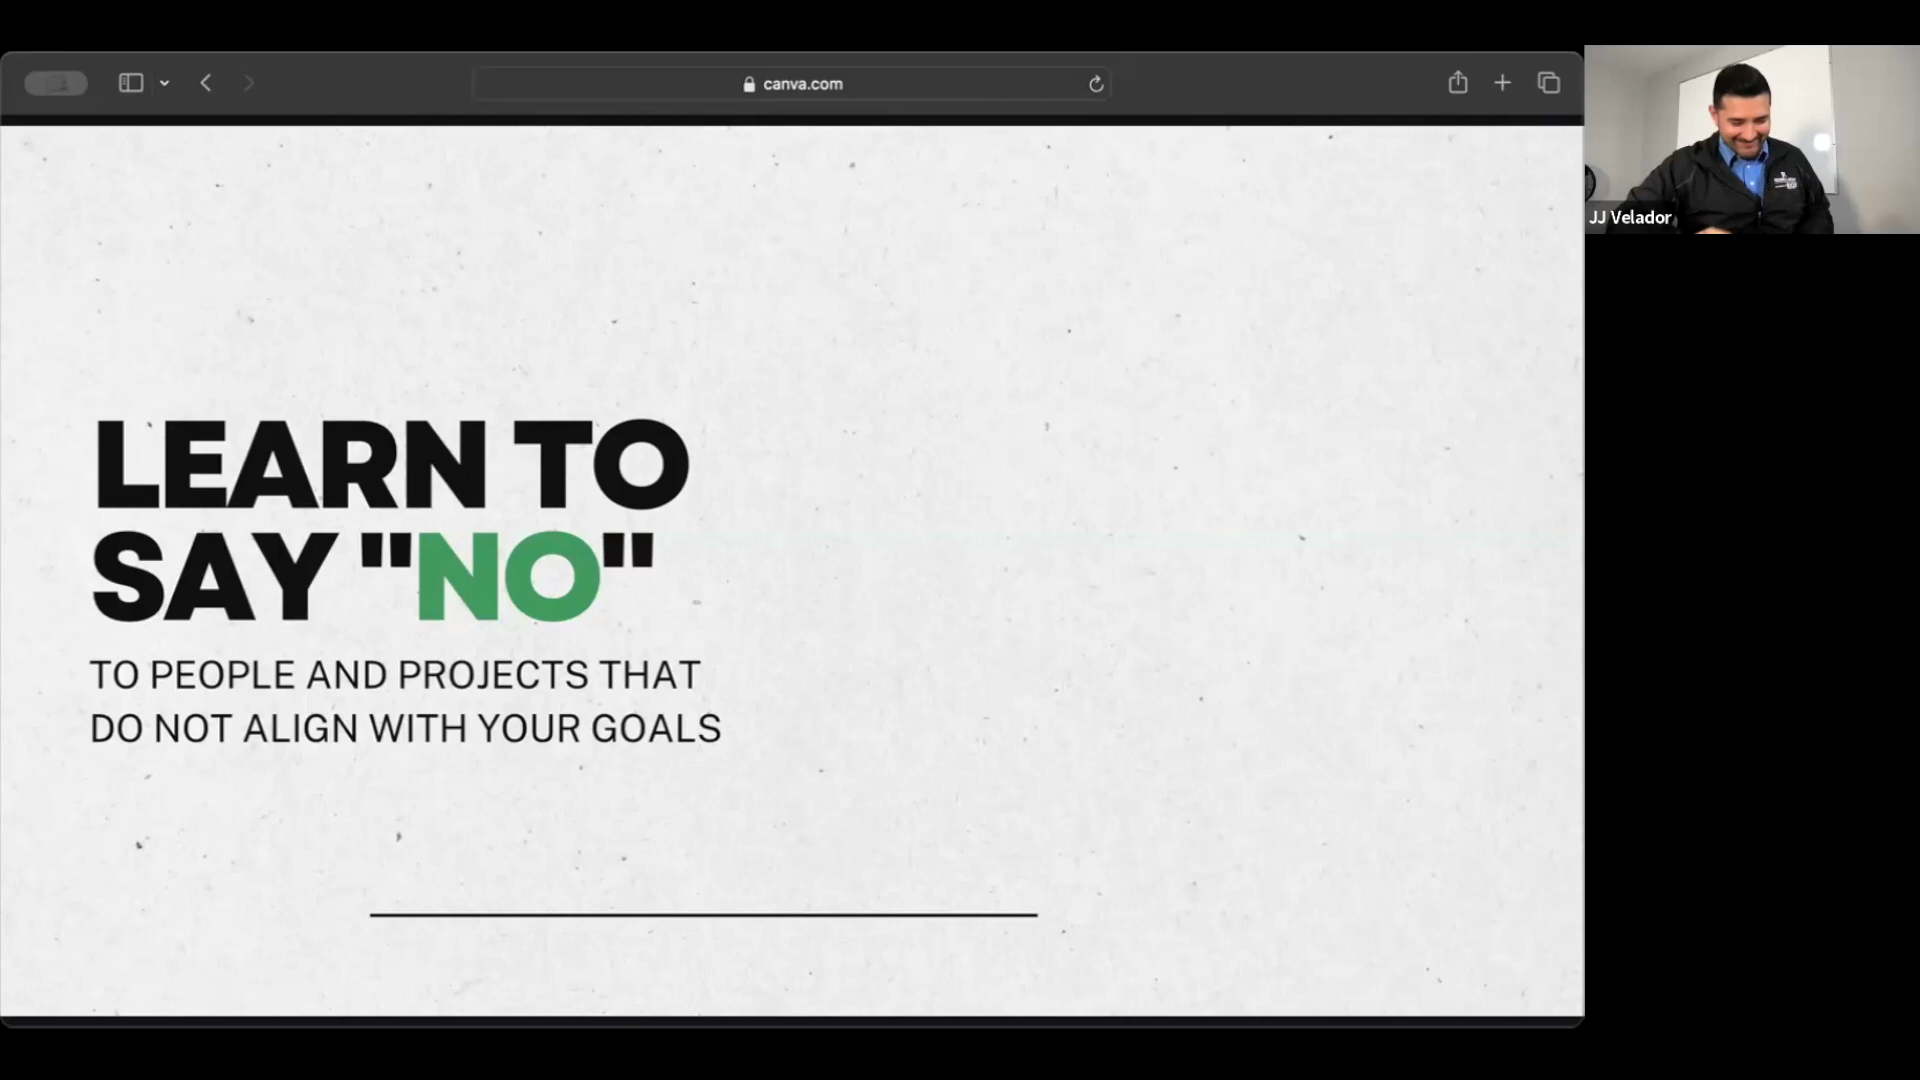 canva.com
LEARN TO
SAY "NO"
TO PEOPLE AND PROJECTS THAT
DO NOT ALIGN WITH YOUR GOALS
JJ Velador